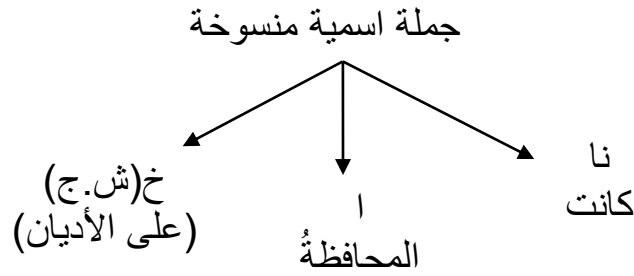 جملة اسمية منسوخة
نا
كانت
ا
المحافظةُ
خ(ش.ج)
(على الأديان)